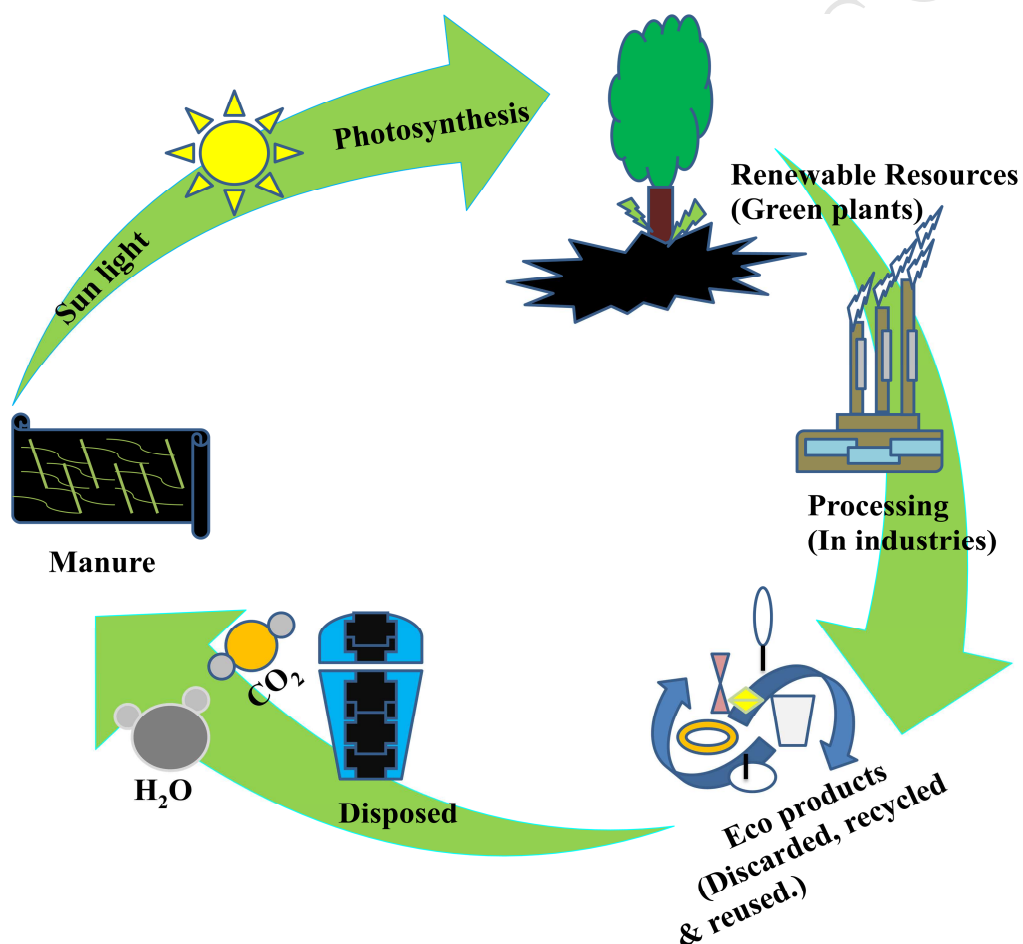 Photosynthesis
Sun light
Renewable Resources
(Green plants)
Processing
(In industries)
Eco products
(Discarded, recycled
& reused.)
Disposed
CO₂
H₂O
Manure